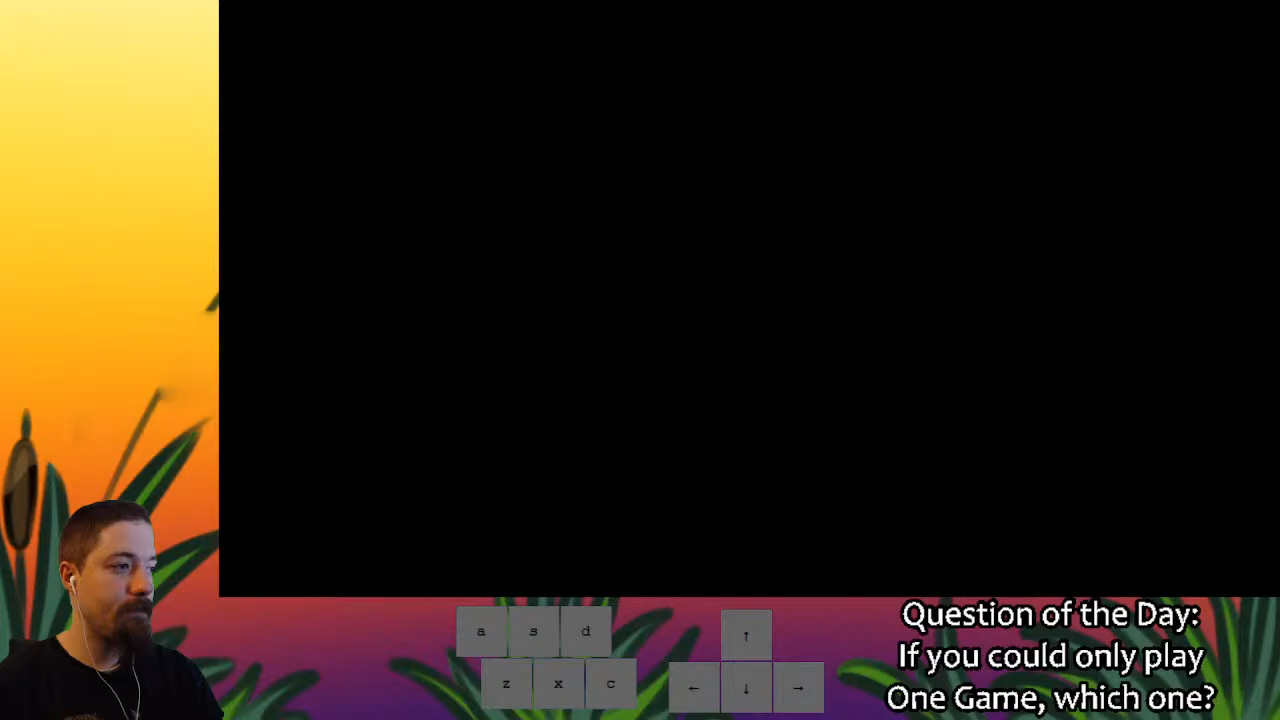 a s d
z x c
↑
← ↓ →
Question of the Day:
If you could only play
One Game, which one?